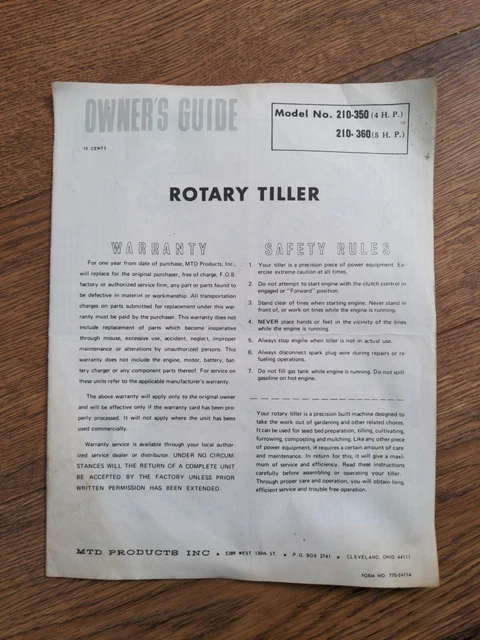 OWNER'S GUIDE
10 CENTS
Model No. 210-350 (4 H. P.)
or
210-360 (5 H. P.)
ROTARY TILLER
WARRANTY
For one year from date of purchase, MTD Products, Inc.,
will replace for the original purchaser, free of charge, F.O.B.
factory or authorized service firm, any part or parts found to
be defective in material or workmanship. All transportation
charges on parts submitted for replacement under this war-
ranty must be paid by the purchaser. This warranty does not
include replacement of parts which become inoperative
through misuse, excessive use, accident, neglect, improper
maintenance or alterations by unauthorized persons. This
warranty does not include the engine, motor, battery, bat-
tery charger or any component parts thereof. For service on
these units refer to the applicable manufacturer's warranty.
The above warranty will apply only to the original owner
and will be effective only if the warranty card has been pro-
perly processed. It will not apply where the unit has been
used commercially.
Warranty service is available through your local author-
ized service dealer or distributor. UNDER NO CIRCUM-
STANCES WILL THE RETURN OF A COMPLETE UNIT
BE ACCEPTED BY THE FACTORY UNLESS PRIOR
WRITTEN PERMISSION HAS BEEN EXTENDED.
SAFETY RULES
1. Your tiller is a precision piece of power equipment. Ex
ercise extreme caution at all times.
2. Do not attempt to start engine with the clutch control in
engaged or "Forward" position.
3. Stand clear of tines when starting engine. Never stand in
front of, or work on tines while the engine is running.
4. NEVER place hands or feet in the vicinity of the tines
while the engine is running.
5. Always stop engine when tiller is not in actual use.
6. Always disconnect spark plug wire during repairs or re-
fueling operations.
7. Do not fill gas tank while engine is running. Do not spill
gasoline on hot engine.
Your rotary tiller is a precision built machine designed to
take the work out of gardening and other related chores.
It can be used for seed bed preparation, tilling, cultivating,
furrowing, composting and mulching. Like any other piece
of power equipment, it requires a certain amount of care
and maintenance. In return for this, it will give a maxi-
mum of service and efficiency. Read these instructions
carefully before assembling or operating your tiller.
Through proper care and operation, you will obtain long,
efficient service and trouble free operation.
MTD PRODUCTS INC • 5389 WEST 130th ST. • P.O. BOX 2741 • CLEVELAND, OHIO 44111
FORM NO. 770-2411A